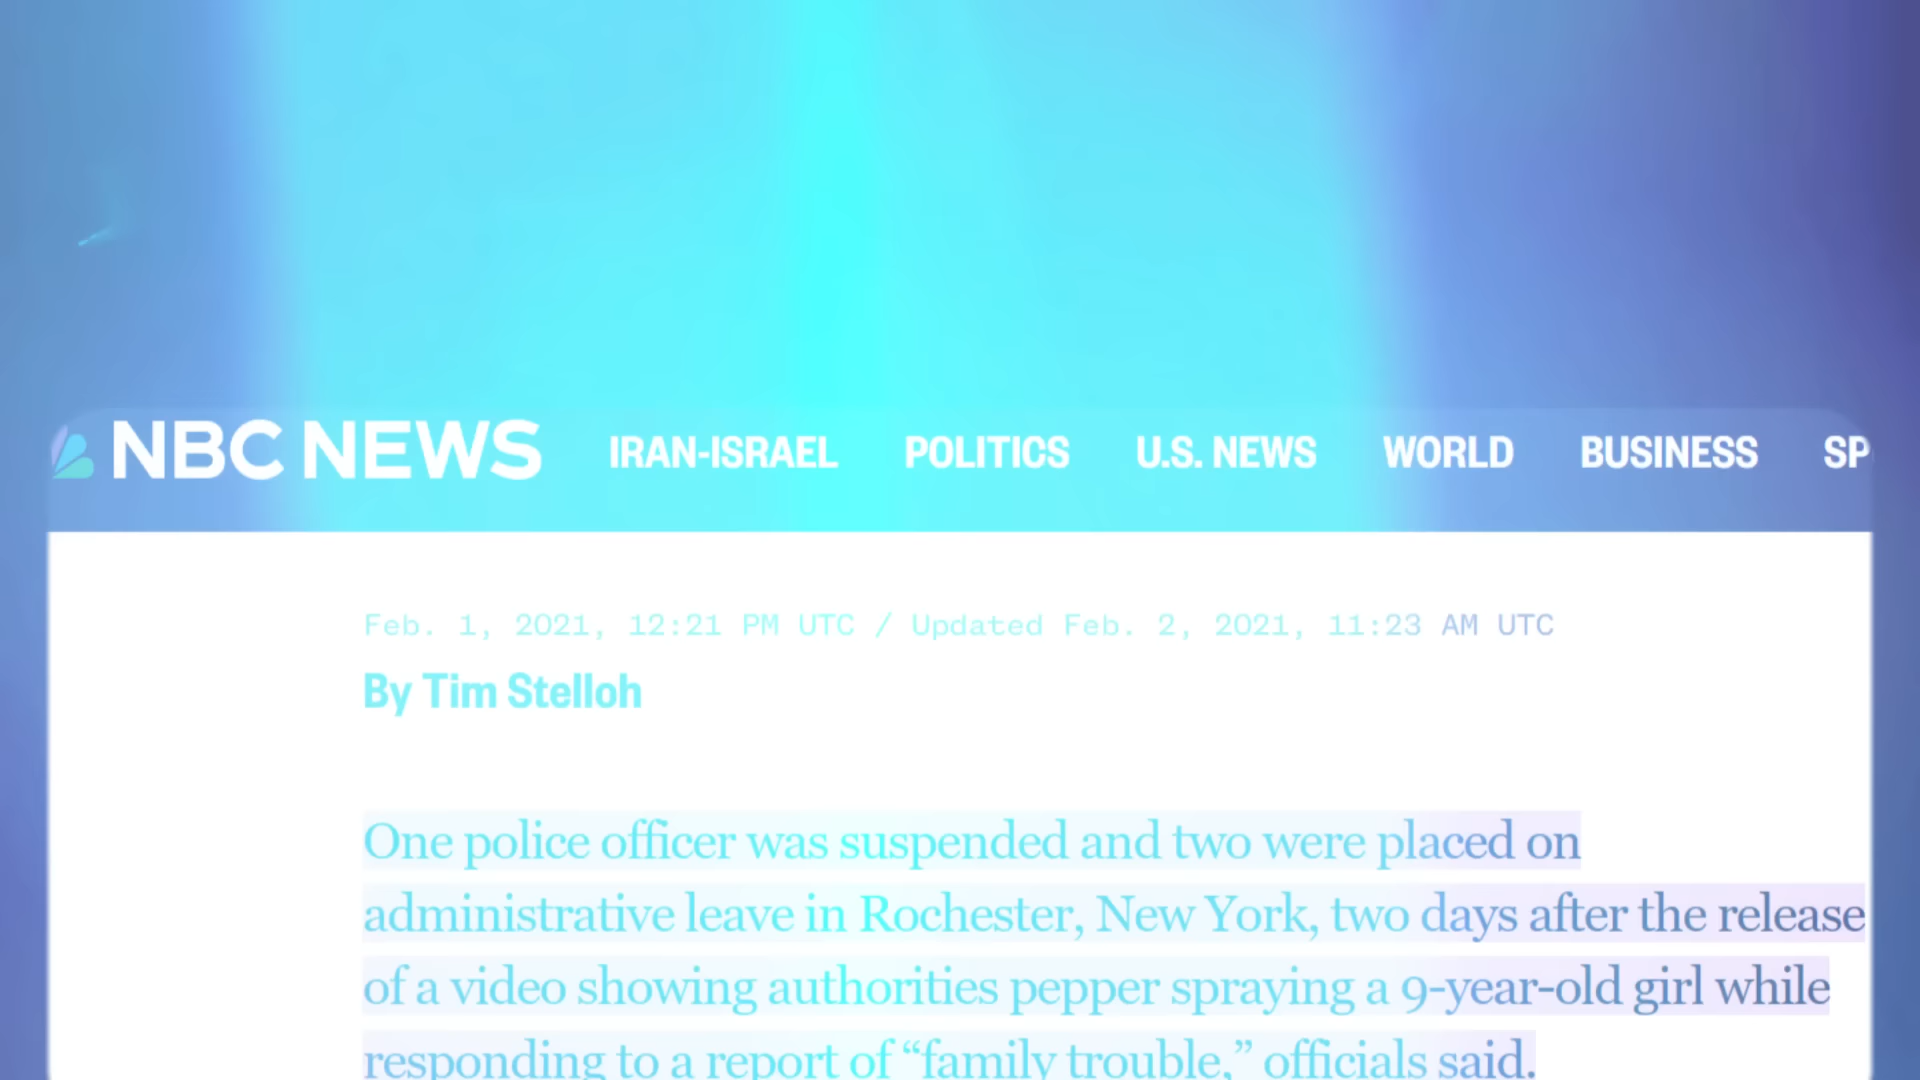 NBC NEWS IRAN-ISRAEL POLITICS U.S. NEWS WORLD BUSINESS SP
Feb. 1, 2021, 12:21 PM UTC / Updated Feb. 2, 2021, 11:23 AM UTC
By Tim Stelloh
One police officer was suspended and two were placed on
administrative leave in Rochester, New York, two days after the release
of a video showing authorities pepper spraying a 9-year-old girl while
responding to a report of “family trouble,” officials said.